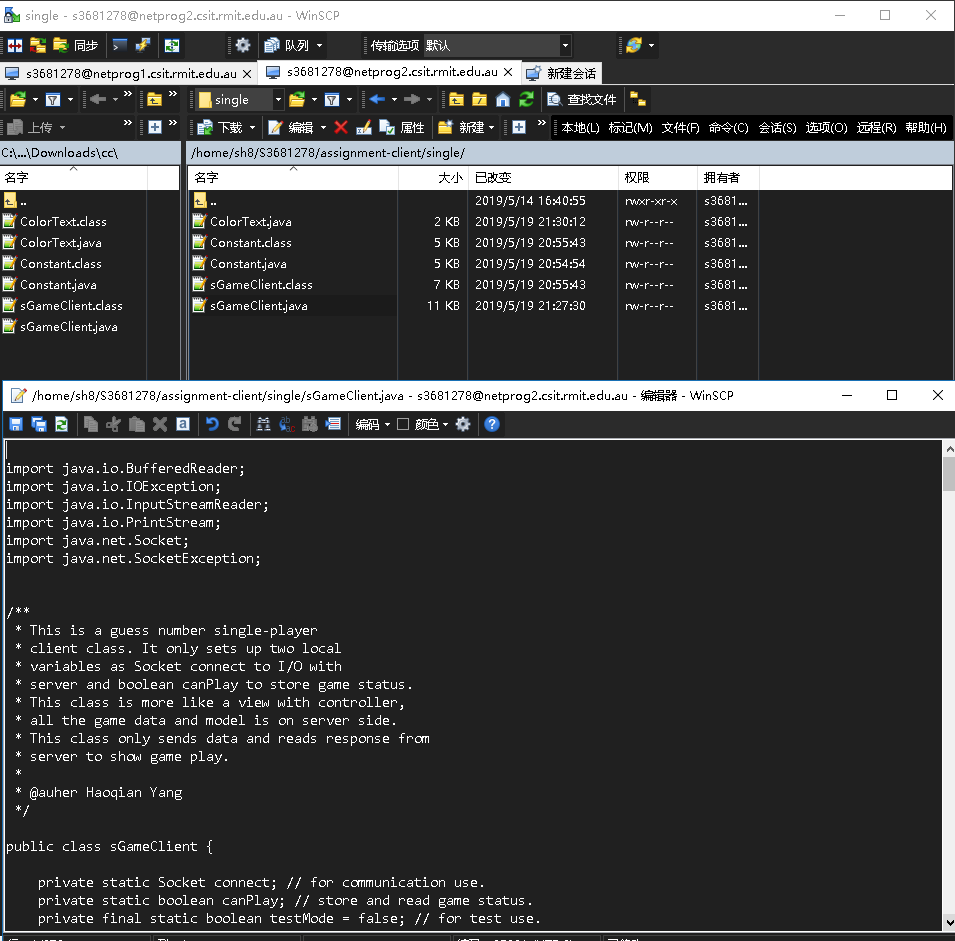 single - s3681278@netprog2.csit.rmit.edu.au - WinSCP
同步 队列 传输选项 默认
s3681278@netprog1.csit.rmit.edu.au × s3681278@netprog2.csit.rmit.edu.au × 新建会话
single 查找文件
上传 下载 编辑 属性 新建 本地(L) 标记(M) 文件(F) 命令(C) 会话(S) 选项(O) 远程(R) 帮助(H)
C:\...\Downloads\cc\ /home/sh8/S3681278/assignment-client/single/
名字 名字 大小 已改变 权限 拥有者
.. .. 2019/5/14 16:40:55 rwxr-xr-x s3681...
ColorText.class ColorText.java 2 KB 2019/5/19 21:30:12 rw-r--r-- s3681...
ColorText.java Constant.class 5 KB 2019/5/19 20:55:43 rw-r--r-- s3681...
Constant.class Constant.java 5 KB 2019/5/19 20:54:54 rw-r--r-- s3681...
Constant.java sGameClient.class 7 KB 2019/5/19 20:55:43 rw-r--r-- s3681...
sGameClient.class sGameClient.java 11 KB 2019/5/19 21:27:30 rw-r--r-- s3681...
sGameClient.java
/home/sh8/S3681278/assignment-client/single/sGameClient.java - s3681278@netprog2.csit.rmit.edu.au - 编辑器 - WinSCP
编码 颜色
import java.io.BufferedReader;
import java.io.IOException;
import java.io.InputStreamReader;
import java.io.PrintStream;
import java.net.Socket;
import java.net.SocketException;
/**
* This is a guess number single-player
* client class. It only sets up two local
* variables as Socket connect to I/O with
* server and boolean canPlay to store game status.
* This class is more like a view with controller,
* all the game data and model is on server side.
* This class only sends data and reads response from
* server to show game play.
*
* @auher Haoqian Yang
*/
public class sGameClient {
private static Socket connect; // for communication use.
private static boolean canPlay; // store and read game status.
private final static boolean testMode = false; // for test use.